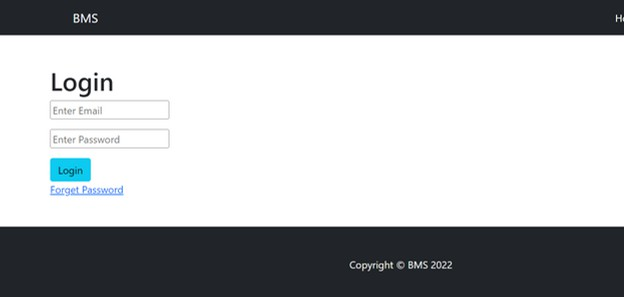 BMS
Login
Enter Email
Enter Password
Login
Forget Password
Copyright © BMS 2022